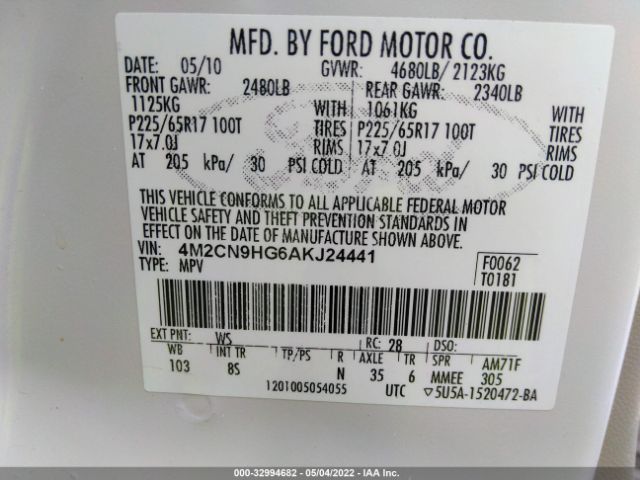 MFD. BY FORD MOTOR CO.
DATE: 05/10 GVWR: 4680LB/ 2123KG
FRONT GAWR: 2480LB REAR GAWR: 2340LB
1125KG WITH 1061KG WITH
P225/65R17 100T TIRES P225/65R17 100T TIRES
17x7.0J RIMS 17x7.0J RIMS
AT 205 kPa/ 30 PSI COLD AT 205 kPa/ 30 PSI COLD
THIS VEHICLE CONFORMS TO ALL APPLICABLE FEDERAL MOTOR
VEHICLE SAFETY AND THEFT PREVENTION STANDARDS IN
EFFECT ON THE DATE OF MANUFACTURE SHOWN ABOVE.
VIN: 4M2CN9HG6AKJ24441 F0062
TYPE: MPV T0181
EXT PNT: WS RC: 28 DSO:
WB INT TR TP/PS R AXLE TR SPR AM71F
103 8S N 35 6 MMEE 305
1201005054055 UTC ▽5U5A-1520472-BA
COPART
000-32994682 - 05/04/2022 - IAA Inc.